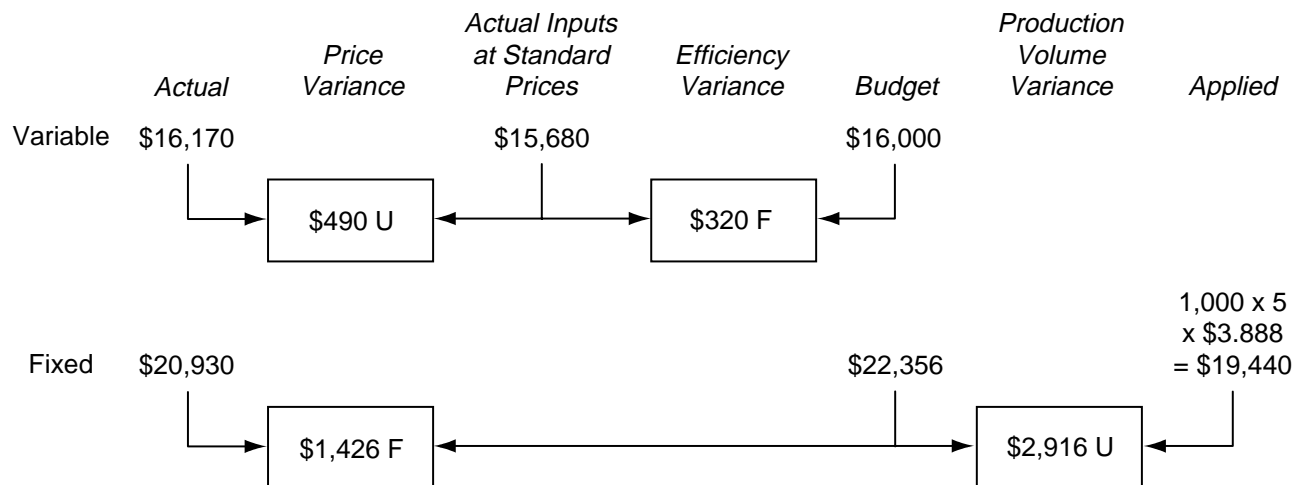 Actual
Price
Variance
Actual Inputs
at Standard
Prices
Efficiency
Variance
Budget
Production
Volume
Variance
Applied
Variable $16,170 $15,680 $16,000
$490 U $320 F
1,000 x 5
x $3.888
Fixed $20,930 $22,356 = $19,440
$1,426 F $2,916 U